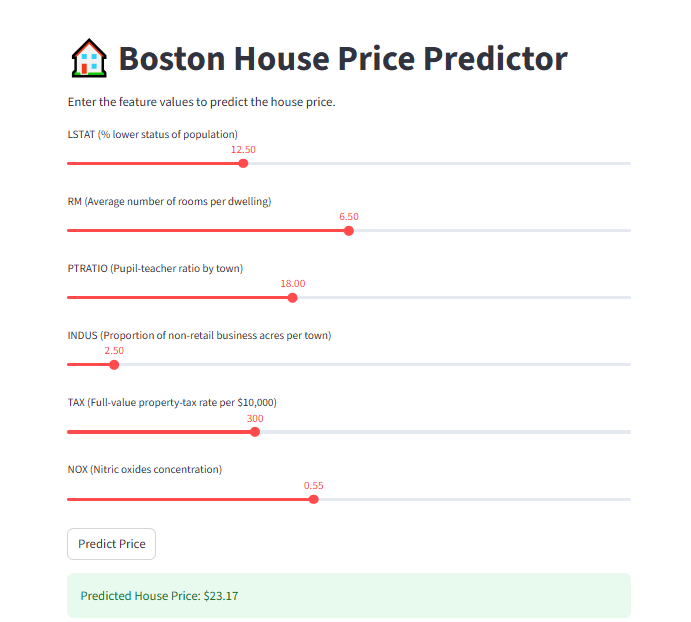 Boston House Price Predictor
Enter the feature values to predict the house price.
LSTAT (% lower status of population)
12.50
RM (Average number of rooms per dwelling)
6.50
PTRATIO (Pupil-teacher ratio by town)
18.00
INDUS (Proportion of non-retail business acres per town)
2.50
TAX (Full-value property-tax rate per $10,000)
300
NOX (Nitric oxides concentration)
0.55
Predict Price
Predicted House Price: $23.17